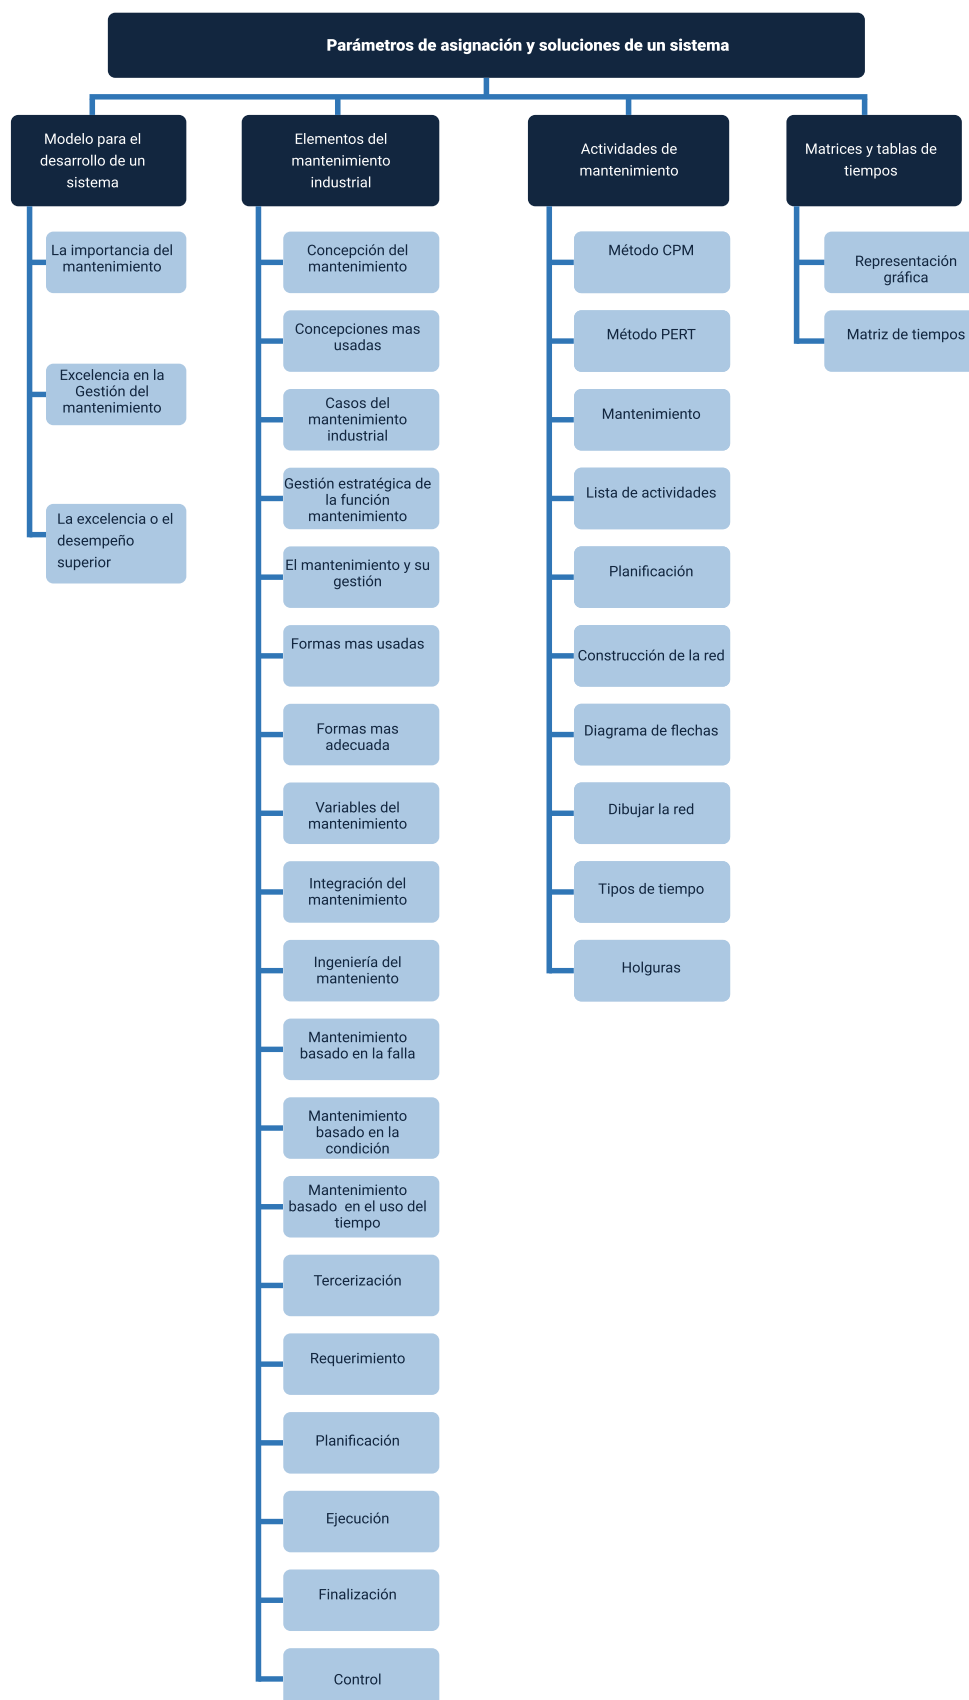 Parámetros de asignación y soluciones de un sistema
Modelo para el
desarrollo de un
sistema
La importancia del
mantenimiento
Excelencia en la
Gestión del
mantenimiento
La excelencia o el
desempeño
superior
Elementos del
mantenimiento
industrial
Concepción del
mantenimiento
Concepciones mas
usadas
Casos del
mantenimiento
industrial
Gestión estratégica de
la función
mantenimiento
El mantenimiento y su
gestión
Formas mas usadas
Formas mas
adecuada
Variables del
mantenimiento
Integración del
mantenimiento
Ingeniería del
manteniento
Mantenimiento
basado en la falla
Mantenimiento
basado en la
condición
Mantenimiento
basado  en el uso del
tiempo
Tercerización
Requerimiento
Planificación
Ejecución
Finalización
Control
Actividades de
mantenimiento
Método CPM
Método PERT
Mantenimiento
Lista de actividades
Planificación
Construcción de la red
Diagrama de flechas
Dibujar la red
Tipos de tiempo
Holguras
Matrices y tablas de
tiempos
Representación
gráfica
Matriz de tiempos